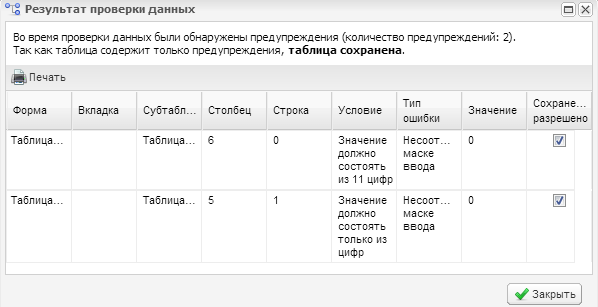 Результат проверки данных
Во время проверки данных были обнаружены предупреждения (количество предупреждений: 2).
Так как таблица содержит только предупреждения, таблица сохранена.
Печать
Форма Вкладка Субтабл... Столбец Строка Условие Тип ошибки Значение Сохране... разрешено
Таблица... Таблица... 6 0 Значение Несоот... 0
должно маске
состоять ввода
из 11 цифр
Таблица... Таблица... 5 1 Значение Несоот... 0
должно маске
состоять ввода
только из
цифр
Закрыть